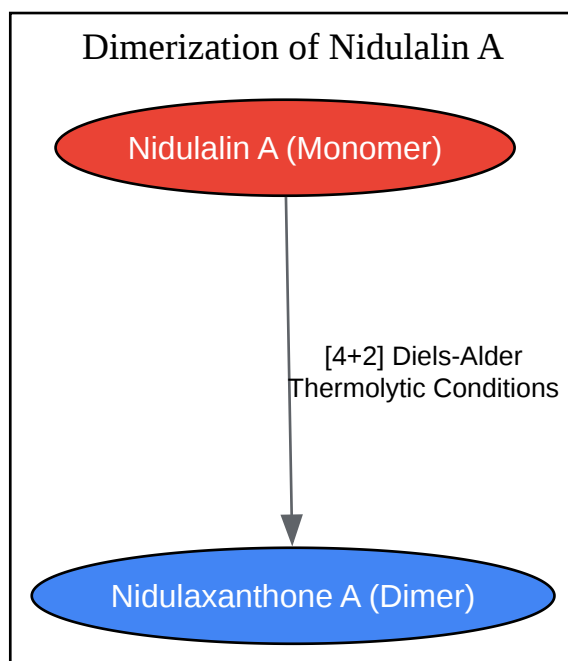 Dimerization of Nidulalin A
Nidulalin A (Monomer)
[4+2] Diels-Alder
Thermolytic Conditions
Nidulaxanthone A (Dimer)